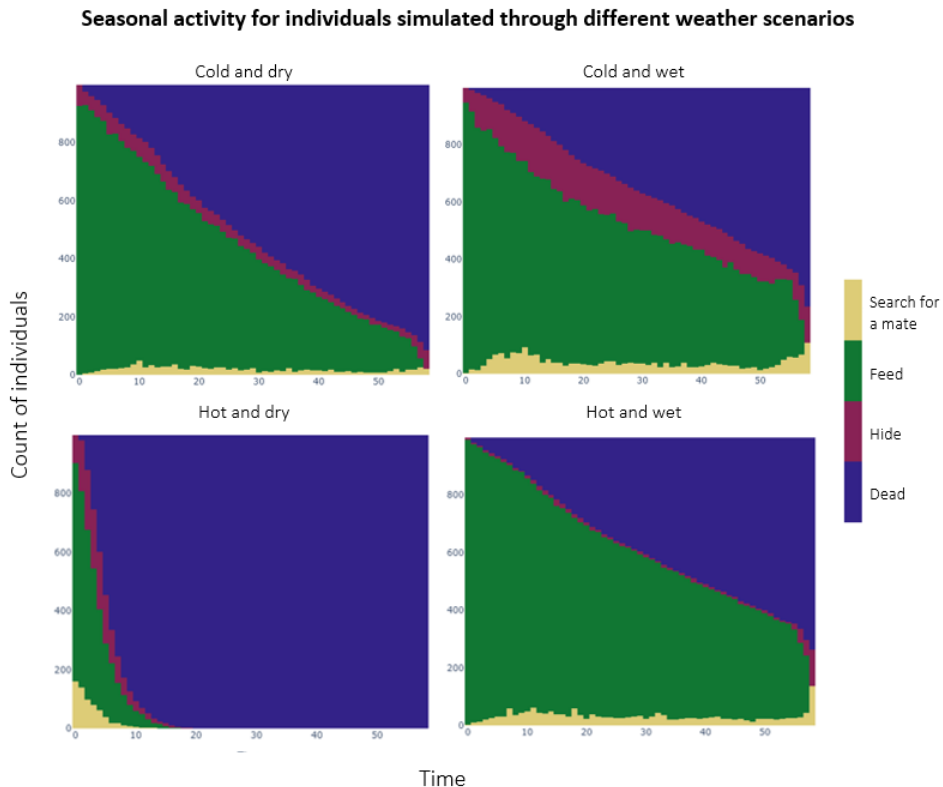 Seasonal activity for individuals simulated through different weather scenarios
Cold and dry
Cold and wet
800
600
400
200
0
0 10 20 30 40 50
800
600
400
200
0
0 10 20 30 40 50
Hot and dry
Hot and wet
800
600
400
200
0
0 10 20 30 40 50
800
600
400
200
0
0 10 20 30 40 50
Count of individuals
Time
Search for
a mate
Feed
Hide
Dead